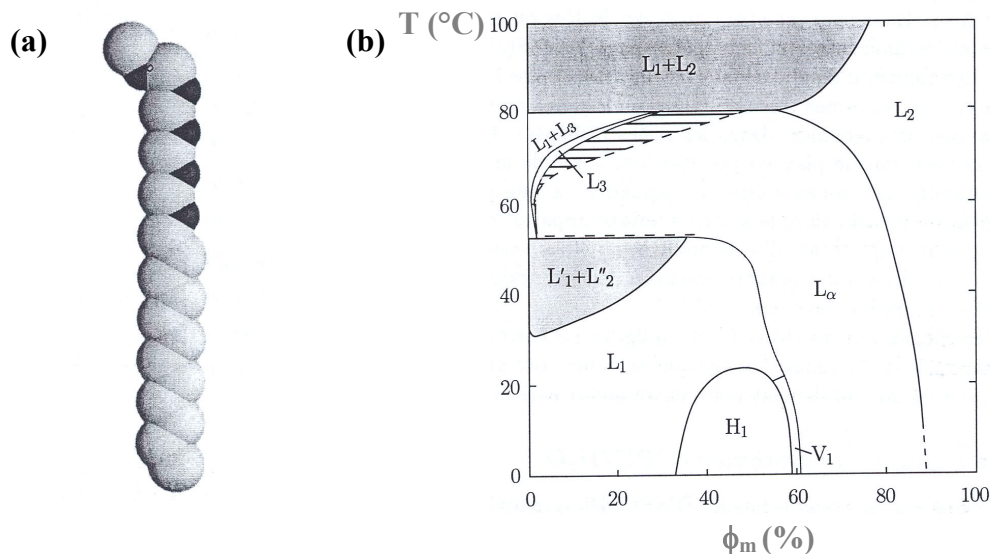 (a)
(b)
T (°C)
100
80
60
40
20
0
L₁+L₂
L₂
L₁+L₃
L₃
L'₁+L"₂
Lα
L₁
H₁
V₁
0
20
40
60
80
100
ϕm (%)